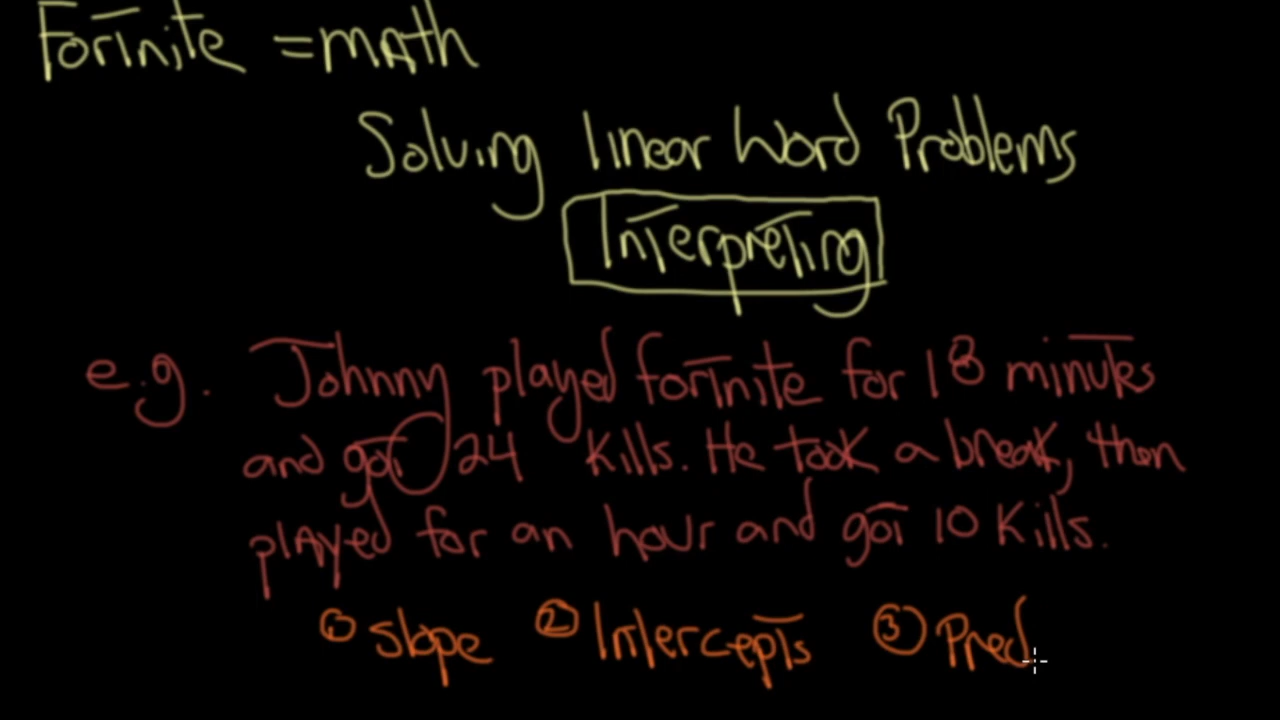 Fortnite = math
Solving linear Word Problems
Interpreting
e.g. Johnny played fortnite for 18 minutes
and got 24 kills. He took a break, then
played for an hour and got 10 kills.
① Slope ② Intercepts ③ Pred